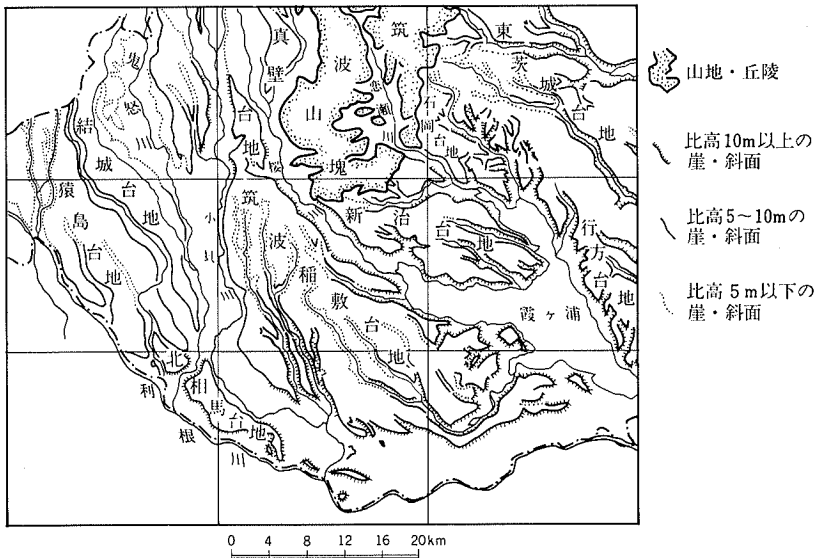 鬼怒川
真壁台地
筑波山塊
恋瀬川
石岡台地
東茨城台地
結城台地
猿島台地
小貝川
桜川
筑波稲敷台地
新治台地
行方台地
霞ヶ浦
北相馬台地
利根川
山地・丘陵
比高10m以上の
崖・斜面
比高5〜10mの
崖・斜面
比高5m以下の
崖・斜面
0 4 8 12 16 20km